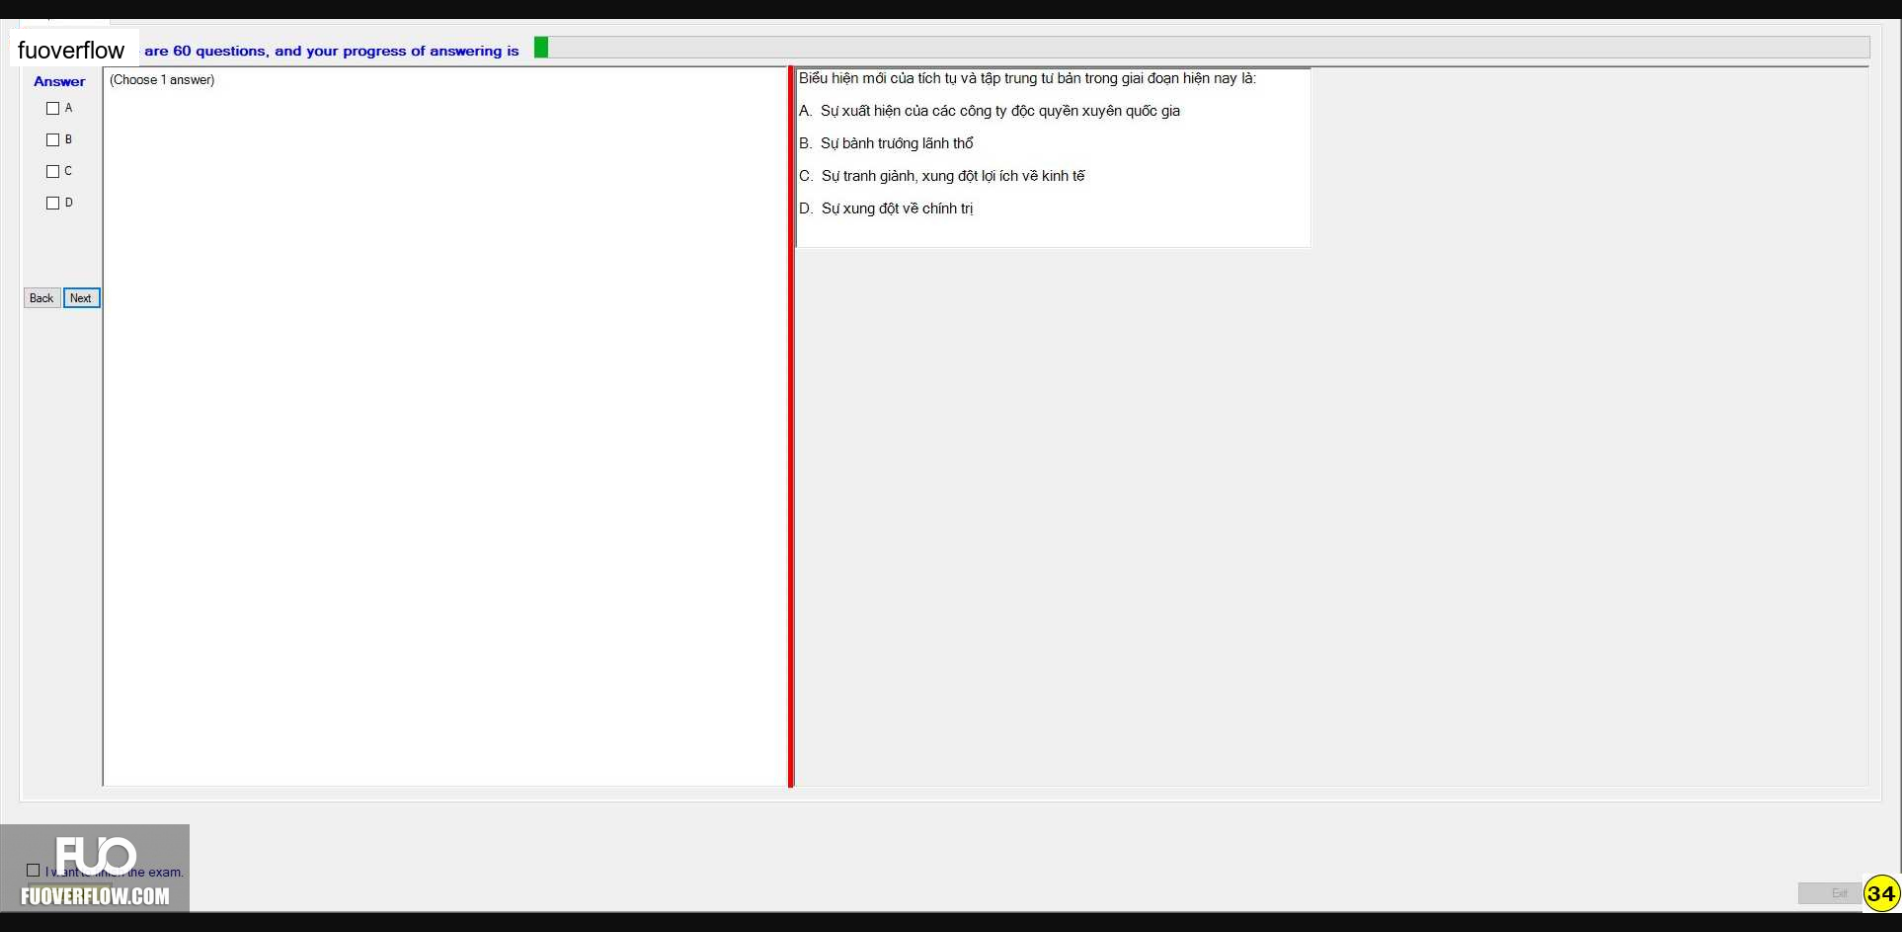 fuoverflow are 60 questions, and your progress of answering is
Answer
(Choose 1 answer)
A
B
C
D
Back Next
Biểu hiện mới của tích tụ và tập trung tư bản trong giai đoạn hiện nay là:
A. Sự xuất hiện của các công ty độc quyền xuyên quốc gia
B. Sự bành trướng lãnh thổ
C. Sự tranh giành, xung đột lợi ích về kinh tế
D. Sự xung đột về chính trị
FUO
I want to finish the exam.
FUOVERFLOW.COM
Exit
34